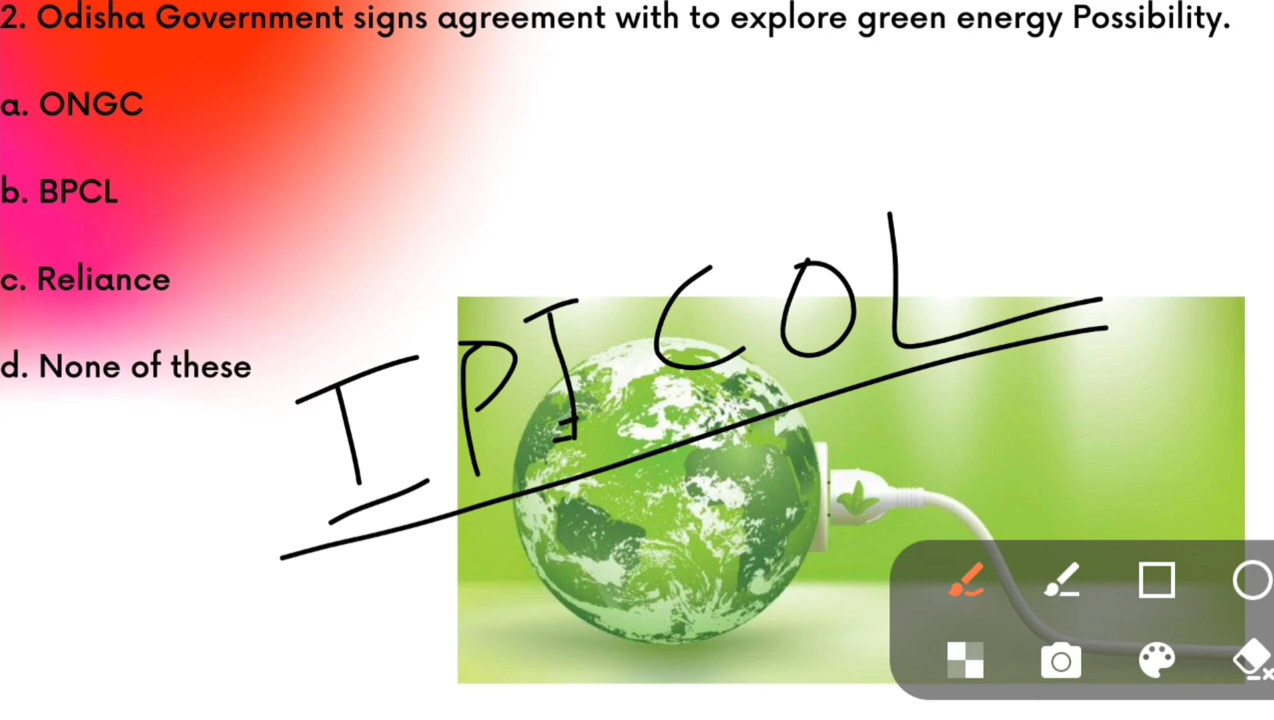 2. Odisha Government signs agreement with to explore green energy Possibility.
a. ONGC
b. BPCL
c. Reliance
d. None of these
IPICOL